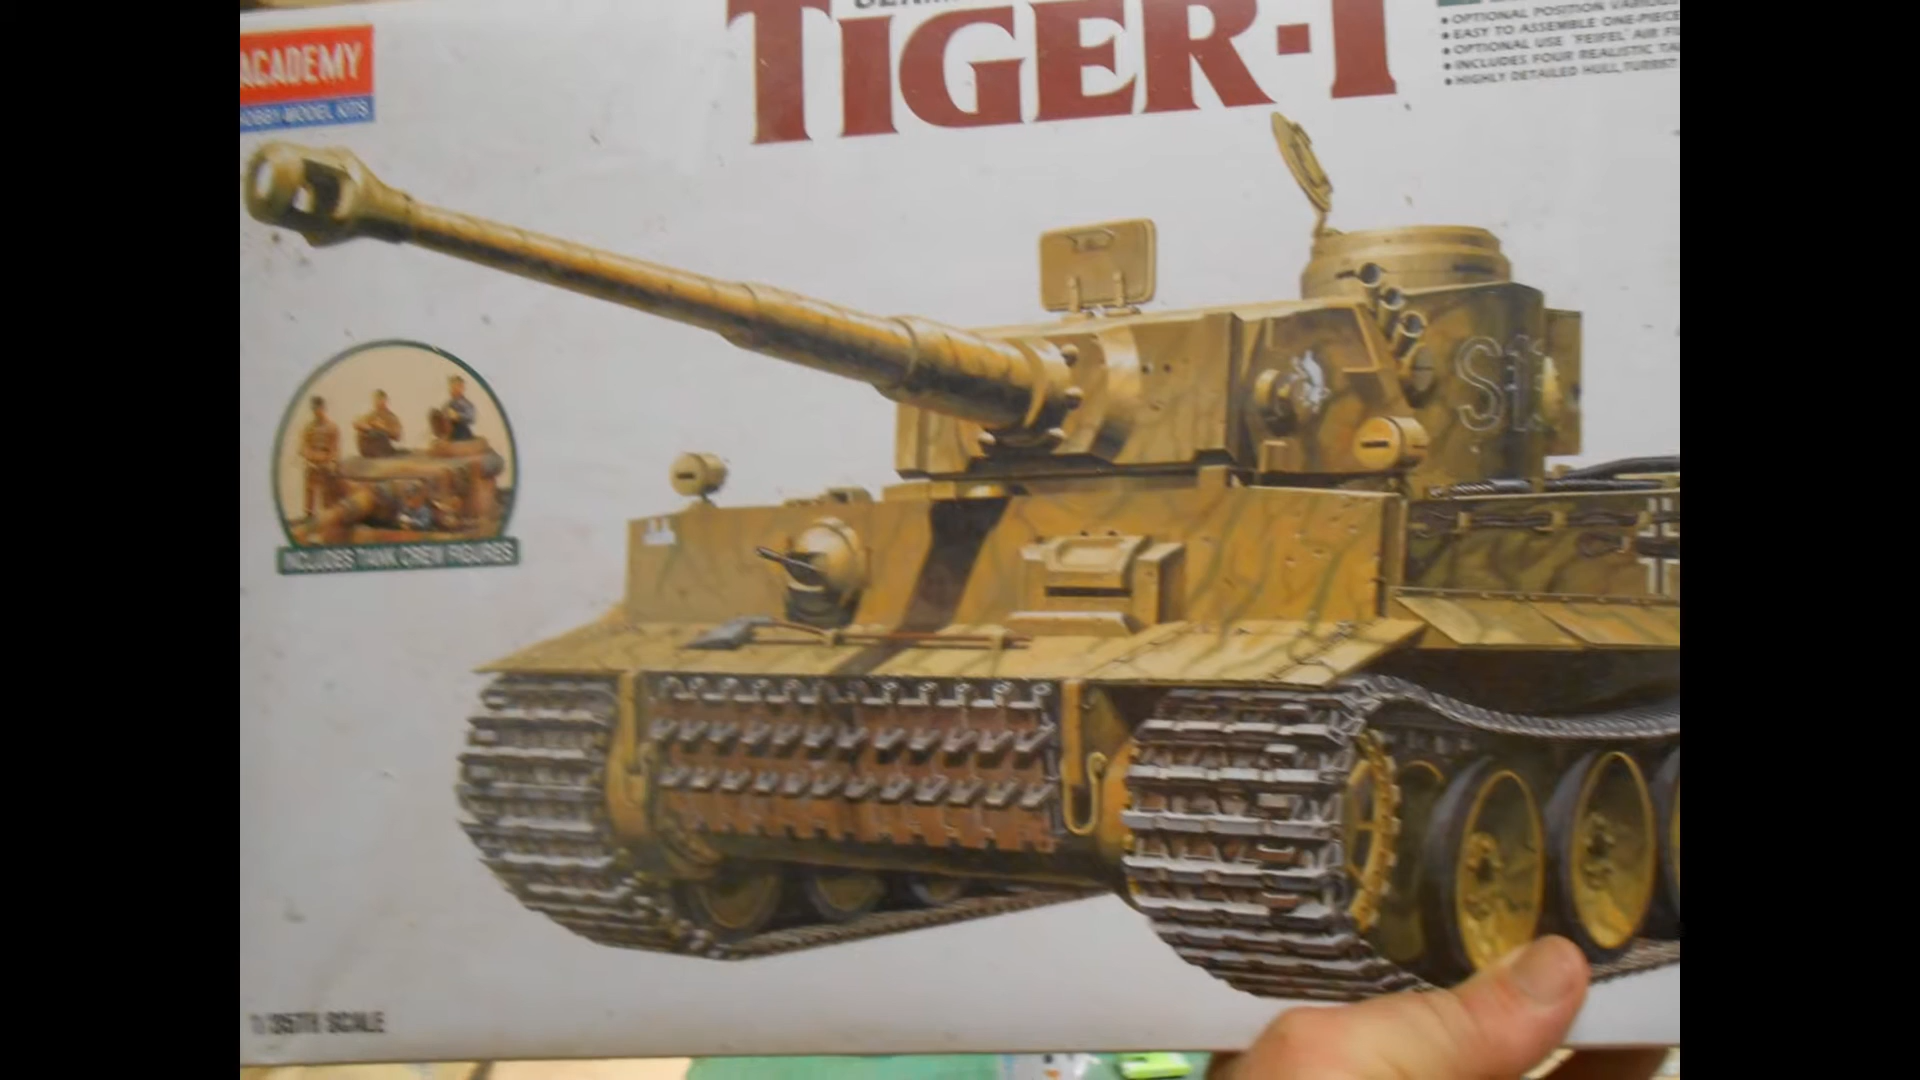 TIGER-I
ACADEMY
HOBBY MODEL KITS
• OPTIONAL POSITION
• EASY TO ASSEMBLE ONE-PIECE
• OPTIONAL USE "FEIFEL" AIR
• INCLUDES FOUR REALISTIC
• HIGHLY DETAILED HULL, TURRET
S13
INCLUDES TANK CREW FIGURES
1/35TH SCALE